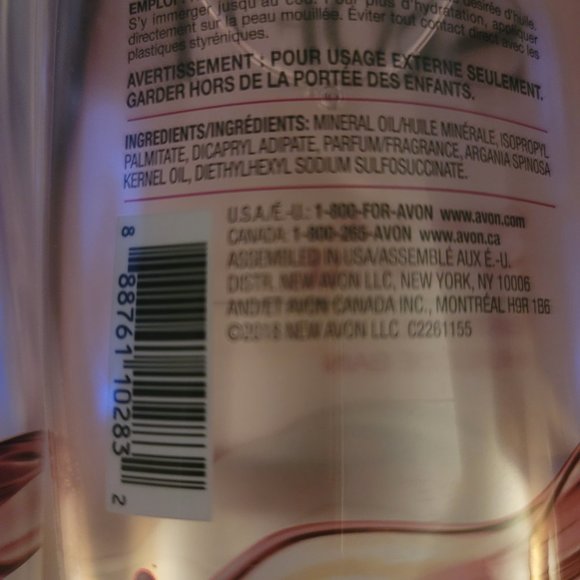 EMPLOI
désirée d'huile.
S'y immerger jusqu'au cou. Pour plus d'hydratation, appliquer
directement sur la peau mouillée. Éviter tout contact direct avec les
plastiques styréniques.
AVERTISSEMENT : POUR USAGE EXTERNE SEULEMENT.
GARDER HORS DE LA PORTÉE DES ENFANTS.
INGREDIENTS/INGRÉDIENTS: MINERAL OIL/HUILE MINÉRALE, ISOPROPYL
PALMITATE, DICAPRYL ADIPATE, PARFUM/FRAGRANCE, ARGANIA SPINOSA
KERNEL OIL, DIETHYLHEXYL SODIUM SULFOSUCCINATE.
U.S.A./É.-U.: 1-800-FOR-AVON www.avon.com
CANADA: 1-800-265-AVON www.avon.ca
ASSEMBLED IN USA/ASSEMBLÉ AUX É.-U.
DISTR. NEW AVON LLC, NEW YORK, NY 10006
AND/ET AVON CANADA INC., MONTRÉAL H9R 1B6
NEW AVON LLC C2261155
8 88761 10283 2